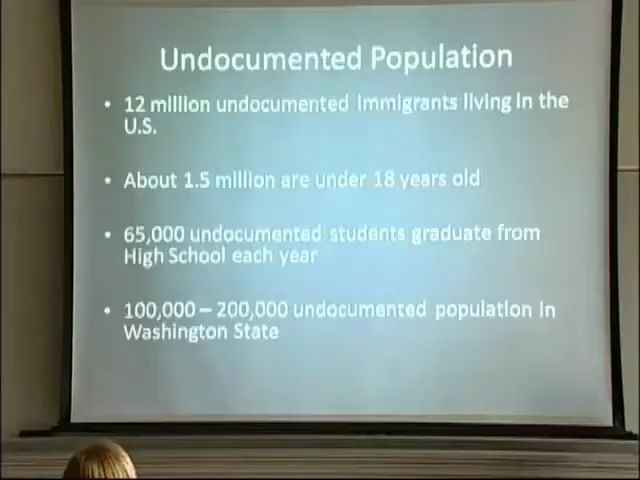 Undocumented Population
• 12 million undocumented immigrants living in the
U.S.
• About 1.5 million are under 18 years old
• 65,000 undocumented students graduate from
High School each year
• 100,000 – 200,000 undocumented population in
Washington State